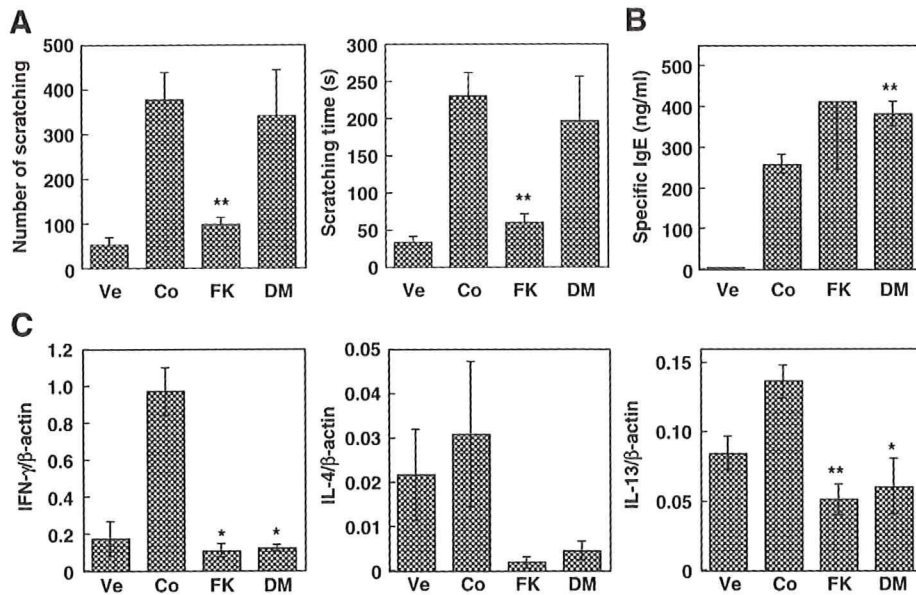 A
B
Number of scratching
500
400
300
200
100
0
**
Ve Co FK DM
Scratching time (s)
300
250
200
150
100
50
0
**
Ve Co FK DM
Specific IgE (ng/ml)
500
400
300
200
100
0
**
Ve Co FK DM
C
IFN-γ/β-actin
1.2
1.0
0.8
0.6
0.4
0.2
0
* *
Ve Co FK DM
IL-4/β-actin
0.05
0.04
0.03
0.02
0.01
0
Ve Co FK DM
IL-13/β-actin
0.15
0.10
0.05
0.00
** *
Ve Co FK DM